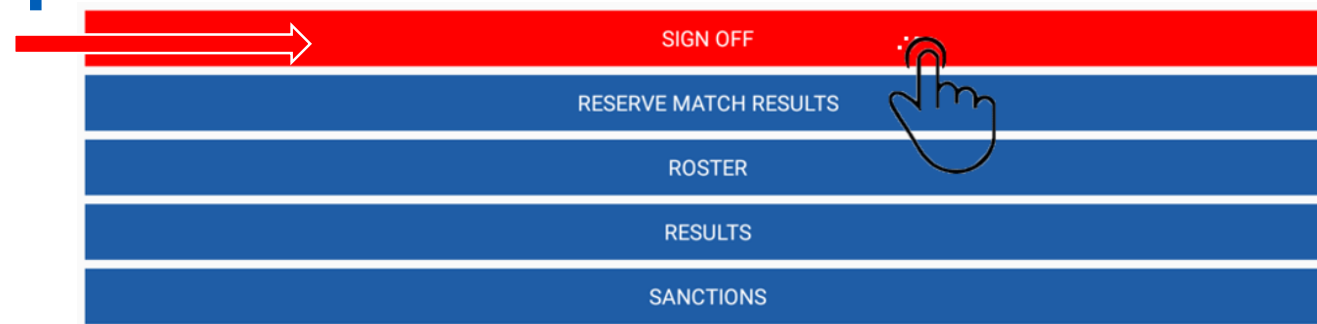 SIGN OFF
RESERVE MATCH RESULTS
ROSTER
RESULTS
SANCTIONS